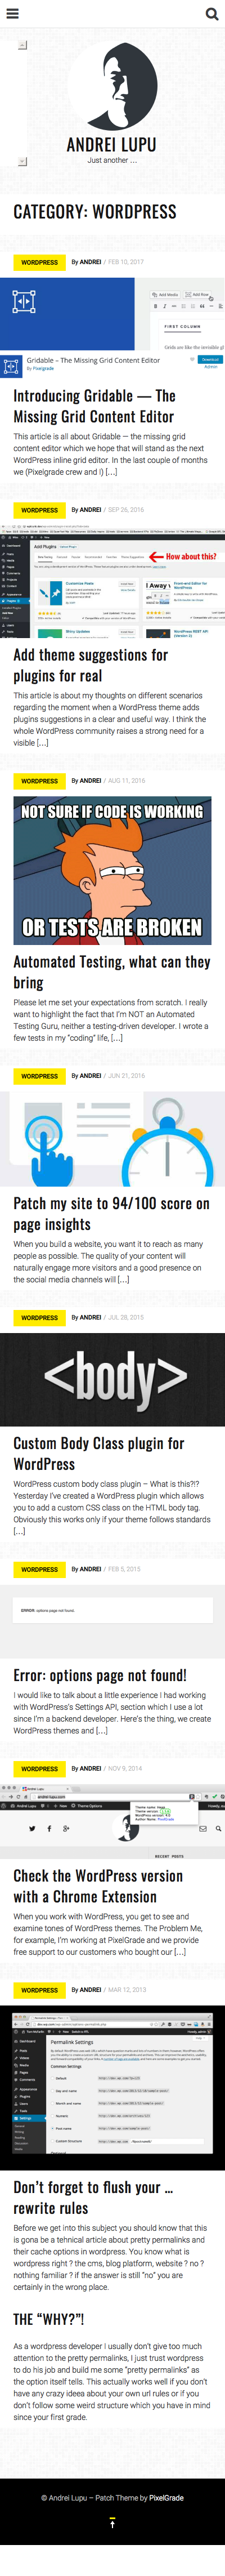 ANDREI LUPU
Just another ...
CATEGORY: WORDPRESS
WORDPRESS
By ANDREI / FEB 10, 2017
Add Media
Add Row
FIRST COLUMN
Grids are like the invisible
Gridable – The Missing Grid Content Editor
By Pixelgrade
Download
Admin
Introducing Gridable — The
Missing Grid Content Editor
This article is all about Gridable — the missing
grid content editor which we hope that will stand as the next
WordPress inline grid editor. In the last couple of months
we (Pixelgrade crew and I) […]
WORDPRESS
By ANDREI / SEP 26, 2016
Add Plugins
How about this?
Add theme suggestions for
plugins for real
This article is about my thoughts on different scenarios
regarding the moment when a WordPress theme adds
plugins suggestions in a clear and useful way. I think the
whole WordPress community raises a strong need for a
visible […]
WORDPRESS
By ANDREI / AUG 11, 2016
NOT SURE IF CODE IS WORKING
OR TESTS ARE BROKEN
Automated Testing, what can they
bring
Please let me set your expectations from scratch. I really
want to highlight the fact that I'm NOT an Automated
Testing Guru, neither a testing-driven developer. I wrote a
few tests in my "coding" life, […]
WORDPRESS
By ANDREI / JUN 21, 2016
Patch my site to 94/100 score on
page insights
When you build a website, you want it to reach as many
people as possible. The quality of your content will
naturally engage more visitors and a good presence on
the social media channels will […]
WORDPRESS
By ANDREI / JUL 28, 2015
<body>
Custom Body Class plugin for
WordPress
WordPress custom body class plugin – What is this?!?
Yesterday I've created a WordPress plugin which allows
you to add a custom CSS class on the HTML body tag.
Obviously this works only if your theme follows standards
[…]
WORDPRESS
By ANDREI / FEB 5, 2015
ERROR: options page not found.
Error: options page not found!
I would like to talk about a little experience I had working
with WordPress's Settings API, section which I use a lot
since I'm a backend developer. Here's the thing, we create
WordPress themes and […]
WORDPRESS
By ANDREI / NOV 9, 2014
RECENT POSTS
Check the WordPress version
with a Chrome Extension
When you work with WordPress, you get to see and
examine tones of WordPress themes. The Problem Me,
for example, I'm working at PixelGrade and we provide
free support to our customers who bought our […]
WORDPRESS
By ANDREI / MAR 12, 2013
Permalink Settings
Don't forget to flush your …
rewrite rules
Before we get into this subject you should know that this
is gona be a tehnical article about pretty permalinks and
their cache options in wordpress. You know what is
wordpress right ? the cms, blog platform, website ? no ?
nothing familiar ? if the answer is still "no" you are
certainly in the wrong place.
THE "WHY?"!
As a wordpress developer I usually don't give too much
attention to the pretty permalinks, I just trust wordpress
to do his job and build me some "pretty permalinks" as
the option itself tells. This actually works well if you don't
have any crazy ideea about your own url rules or if you
don't follow some weird structure which you have in mind
since your first grade.
© Andrei Lupu – Patch Theme by PixelGrade